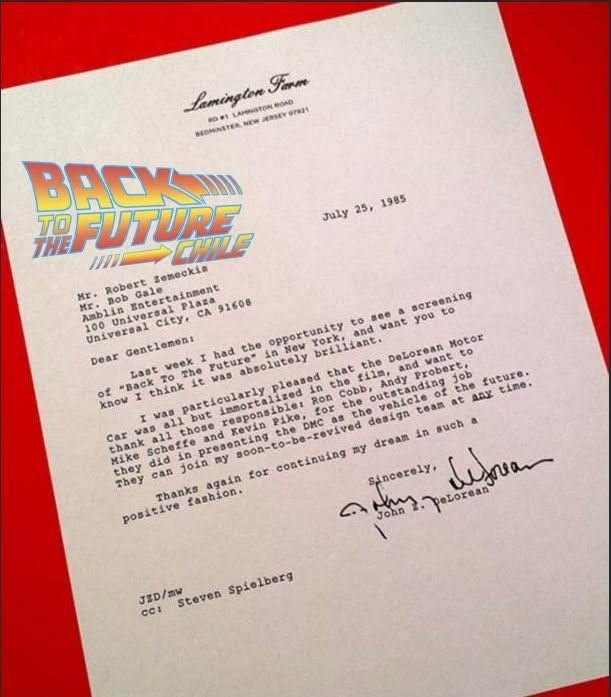 Lamington Farm
RD #1 LAMINGTON ROAD
BEDMINSTER, NEW JERSEY 07921
BACK
TO THE FUTURE
CHILE
July 25, 1985
Mr. Robert Zemeckis
Mr. Bob Gale
Amblin Entertainment
100 Universal Plaza
Universal City, CA 91608
Dear Gentlemen:
Last week I had the opportunity to see a screening
of "Back To The Future" in New York, and want you to
know I think it was absolutely brilliant.
I was particularly pleased that the DeLorean Motor
Car was all but immortalized in the film, and want to
thank all those responsible: Ron Cobb, Andy Probert,
Mike Scheffe and Kevin Pike, for the outstanding job
they did in presenting the DMC as the vehicle of the future.
They can join my soon-to-be-revived design team at any time.
Thanks again for continuing my dream in such a
positive fashion.
Sincerely,
John Z. DeLorean
John Z. DeLorean
JZD/mw
cc: Steven Spielberg